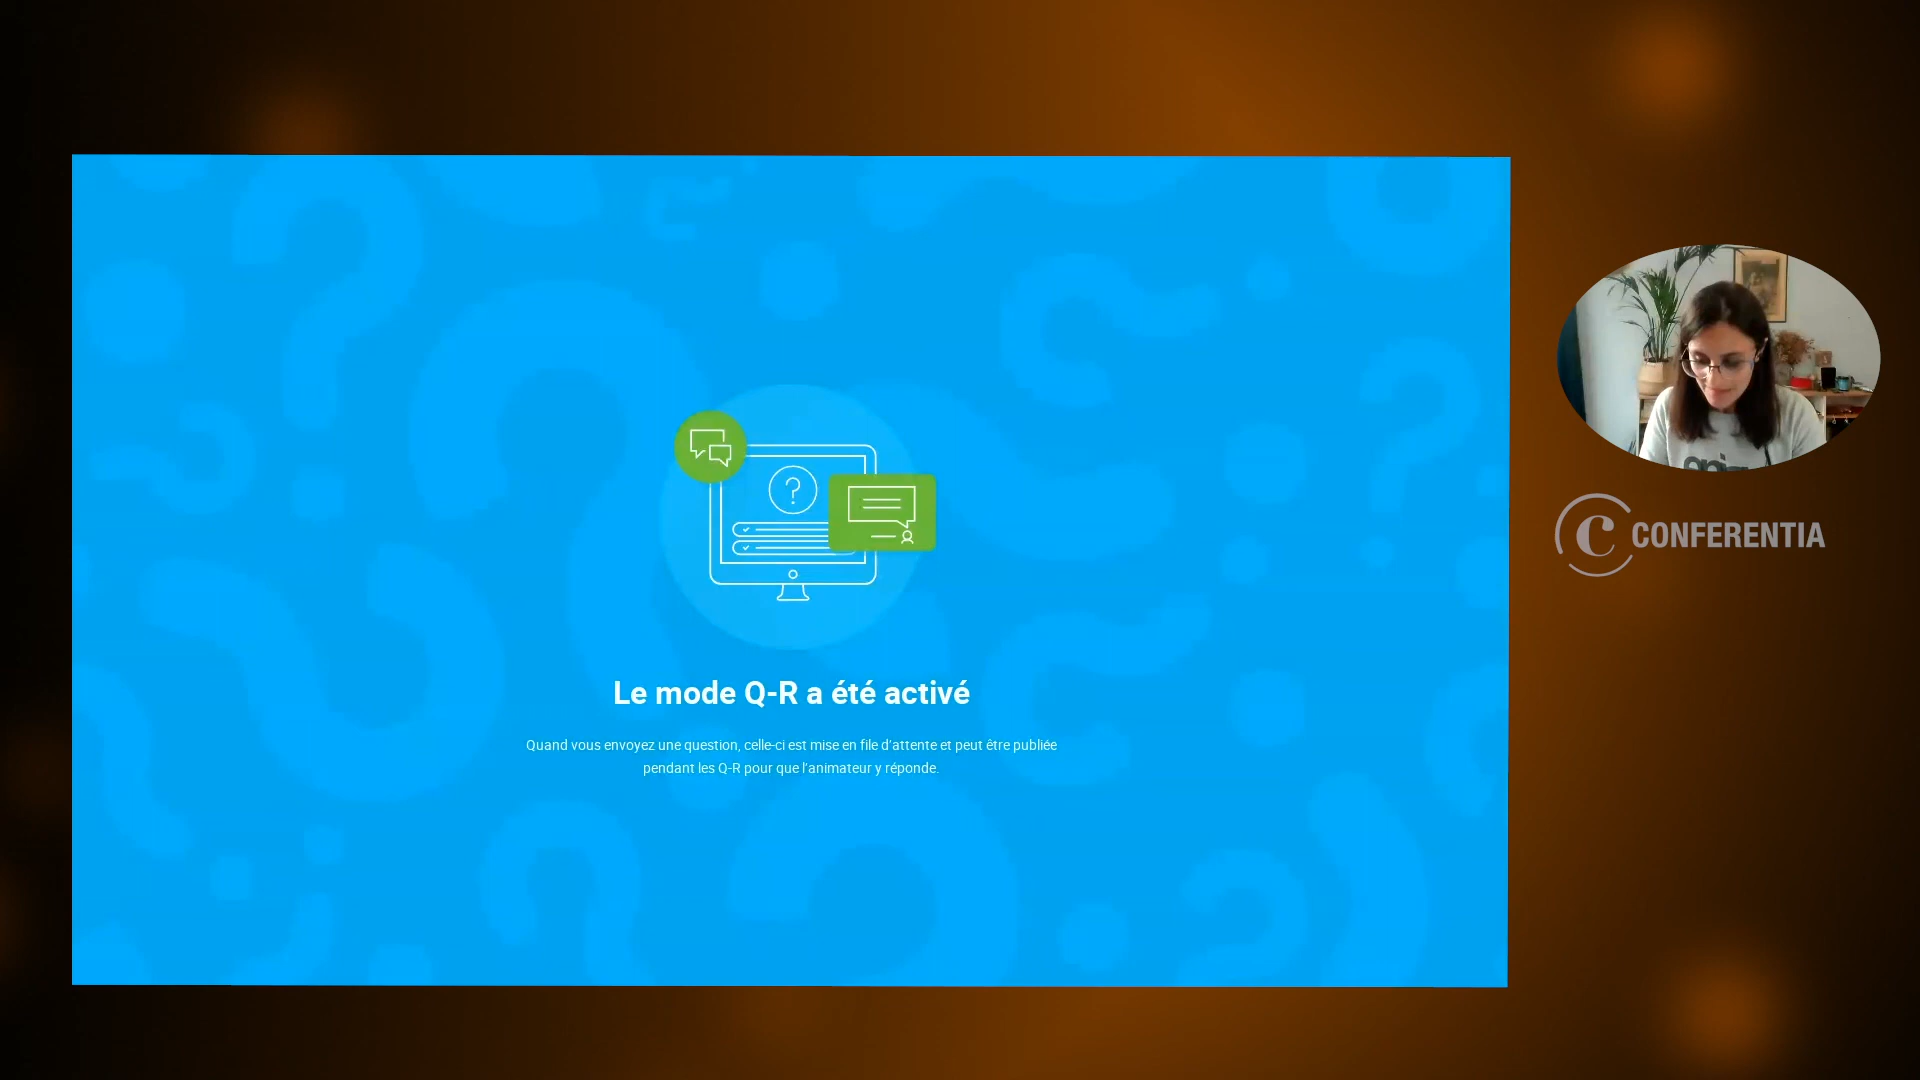 Le mode Q-R a été activé
Quand vous envoyez une question, celle-ci est mise en file d'attente et peut être publiée
pendant les Q-R pour que l'animateur y réponde.
C CONFERENTIA